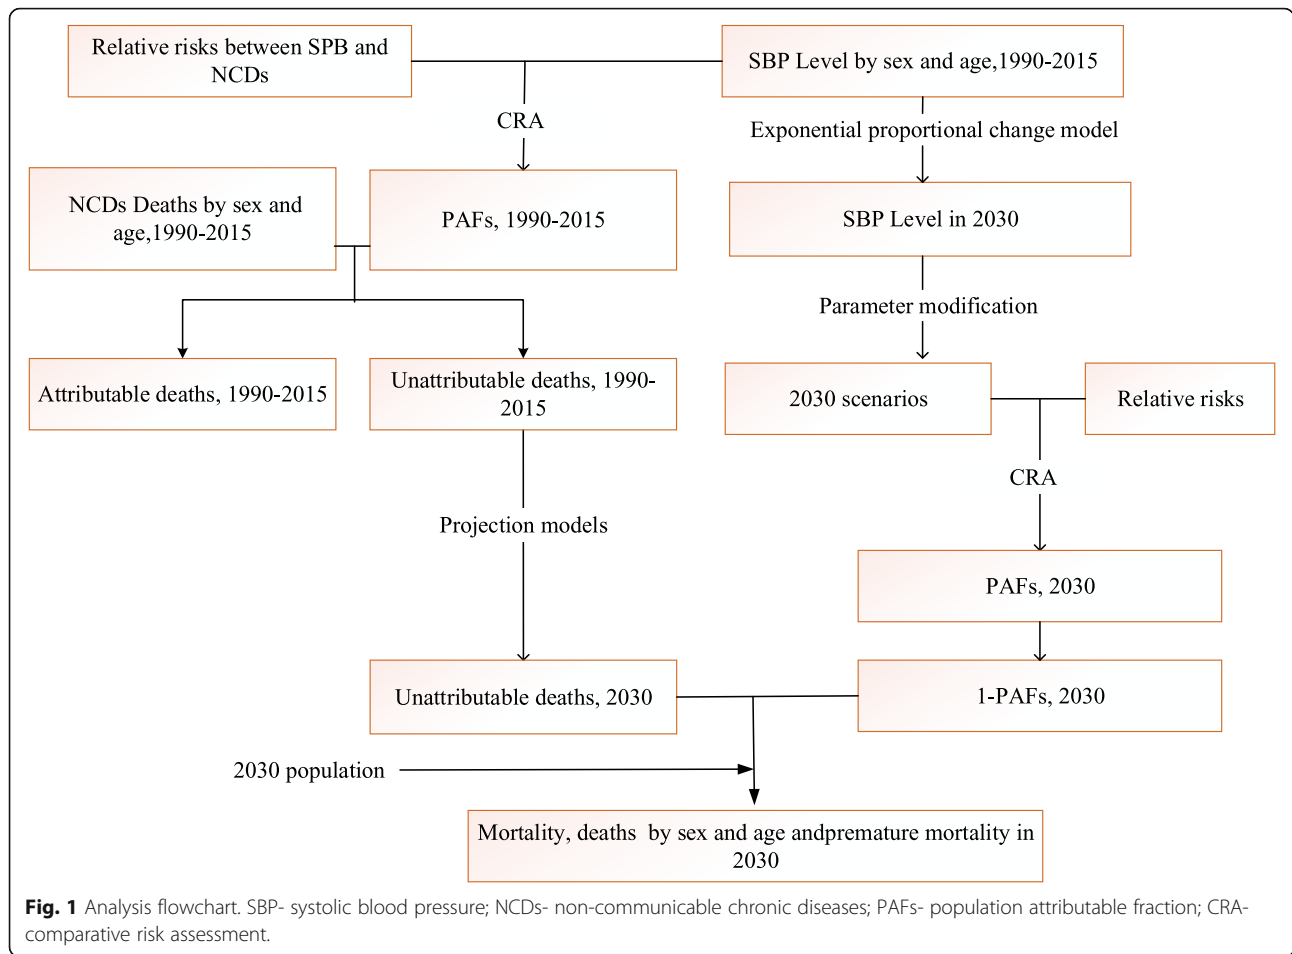 Relative risks between SPB and
NCDs
SBP Level by sex and age,1990-2015
CRA
Exponential proportional change model
NCDs Deaths by sex and
age,1990-2015
PAFs, 1990-2015
SBP Level in 2030
Parameter modification
Attributable deaths, 1990-2015
Unattributable deaths, 1990-
2015
2030 scenarios
Relative risks
CRA
Projection models
PAFs, 2030
Unattributable deaths, 2030
1-PAFs, 2030
2030 population
Mortality, deaths by sex and age andpremature mortality in
2030
Fig. 1 Analysis flowchart. SBP- systolic blood pressure; NCDs- non-communicable chronic diseases; PAFs- population attributable fraction; CRA-
comparative risk assessment.